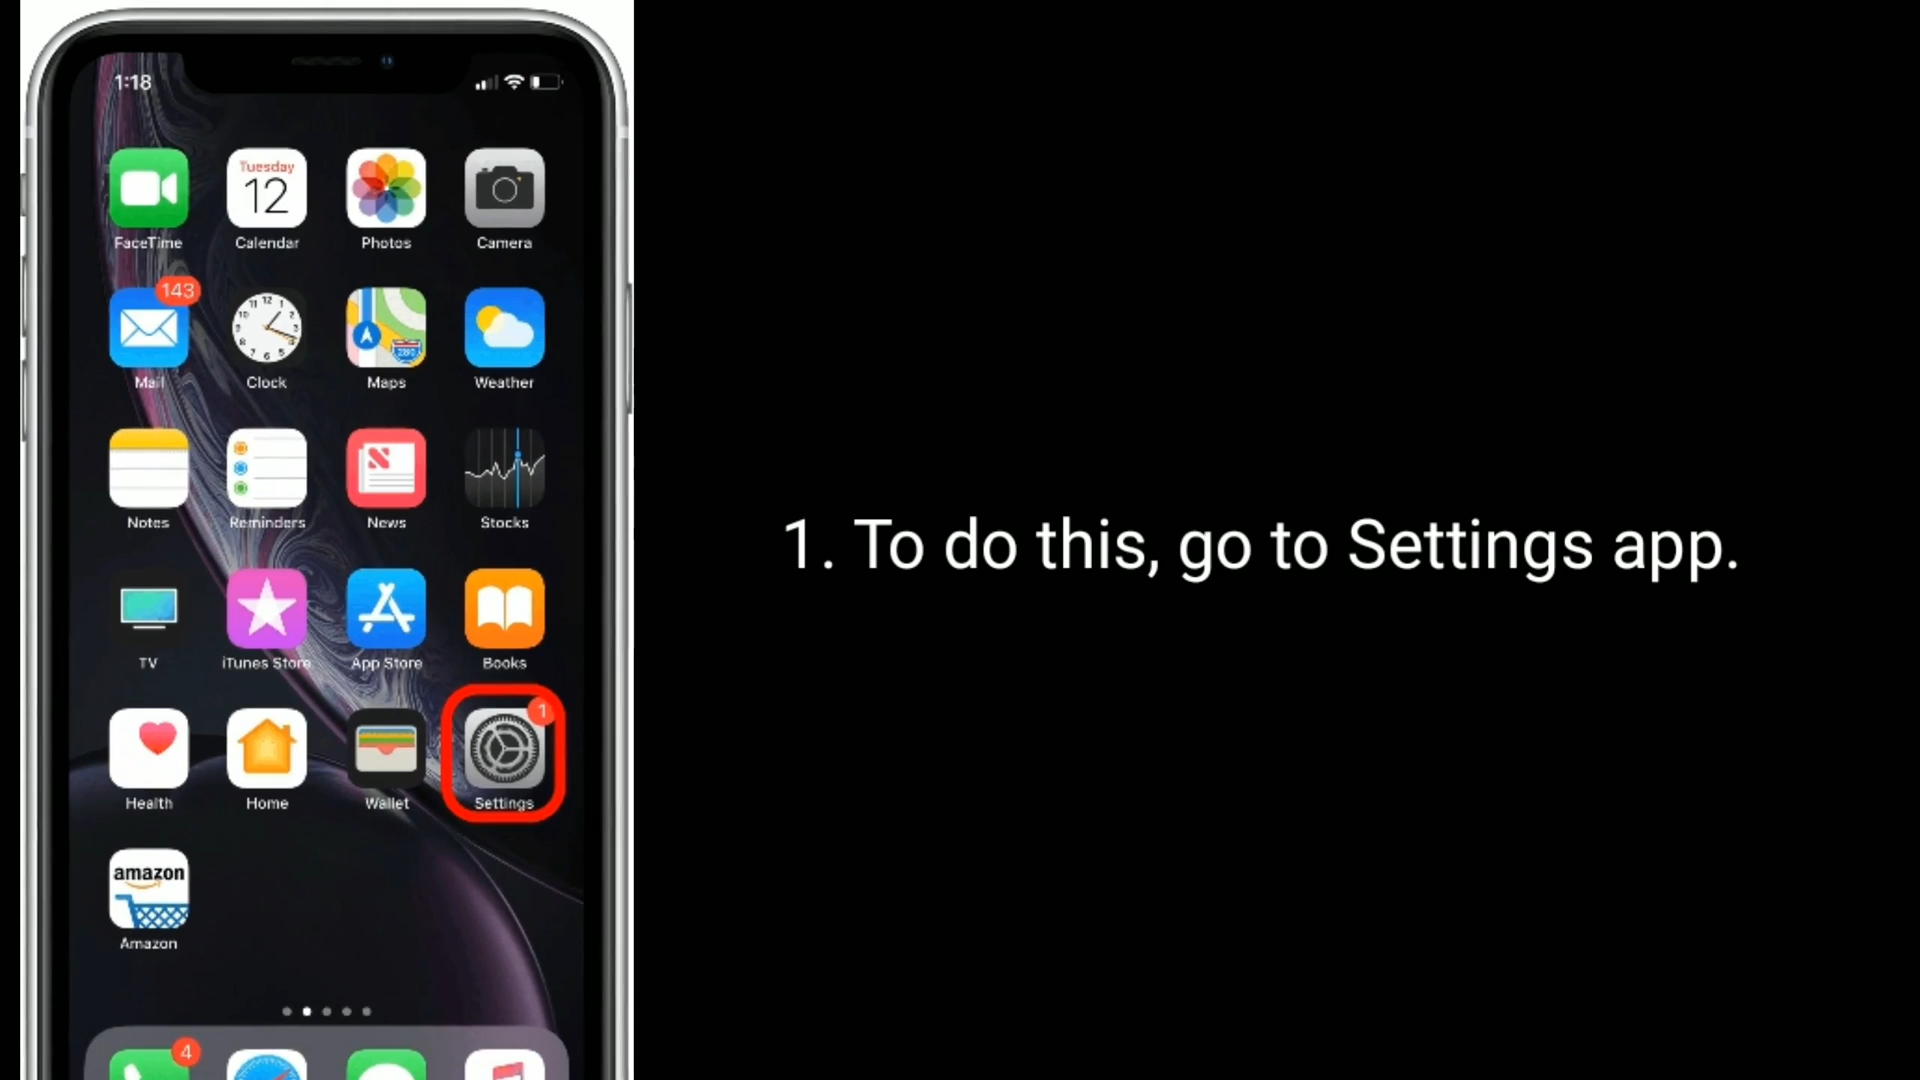 1:18
Tuesday
12
FaceTime
Calendar
Photos
Camera
143
Mail
Clock
Maps
Weather
280
Notes
Reminders
News
Stocks
TV
iTunes Store
App Store
Books
1
Health
Home
Wallet
Settings
amazon
Amazon
4
1. To do this, go to Settings app.